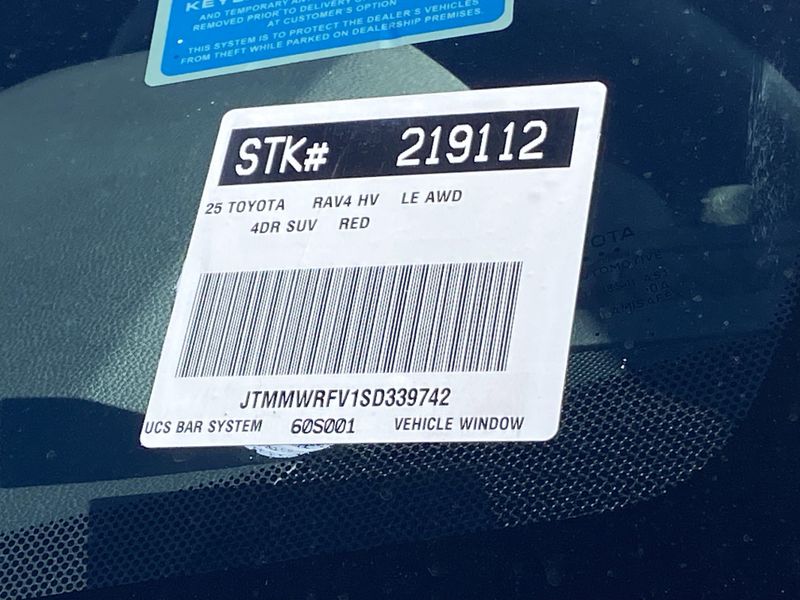 AND TEMPORARY
REMOVED PRIOR TO DELIVERY
AT CUSTOMER'S OPTION
• THIS SYSTEM IS TO PROTECT THE DEALER'S VEHICLES
FROM THEFT WHILE PARKED ON DEALERSHIP PREMISES.
STK# 219112
25 TOYOTA RAV4 HV LE AWD
4DR SUV RED
JTMMWRFV1SD339742
UCS BAR SYSTEM 60S001 VEHICLE WINDOW